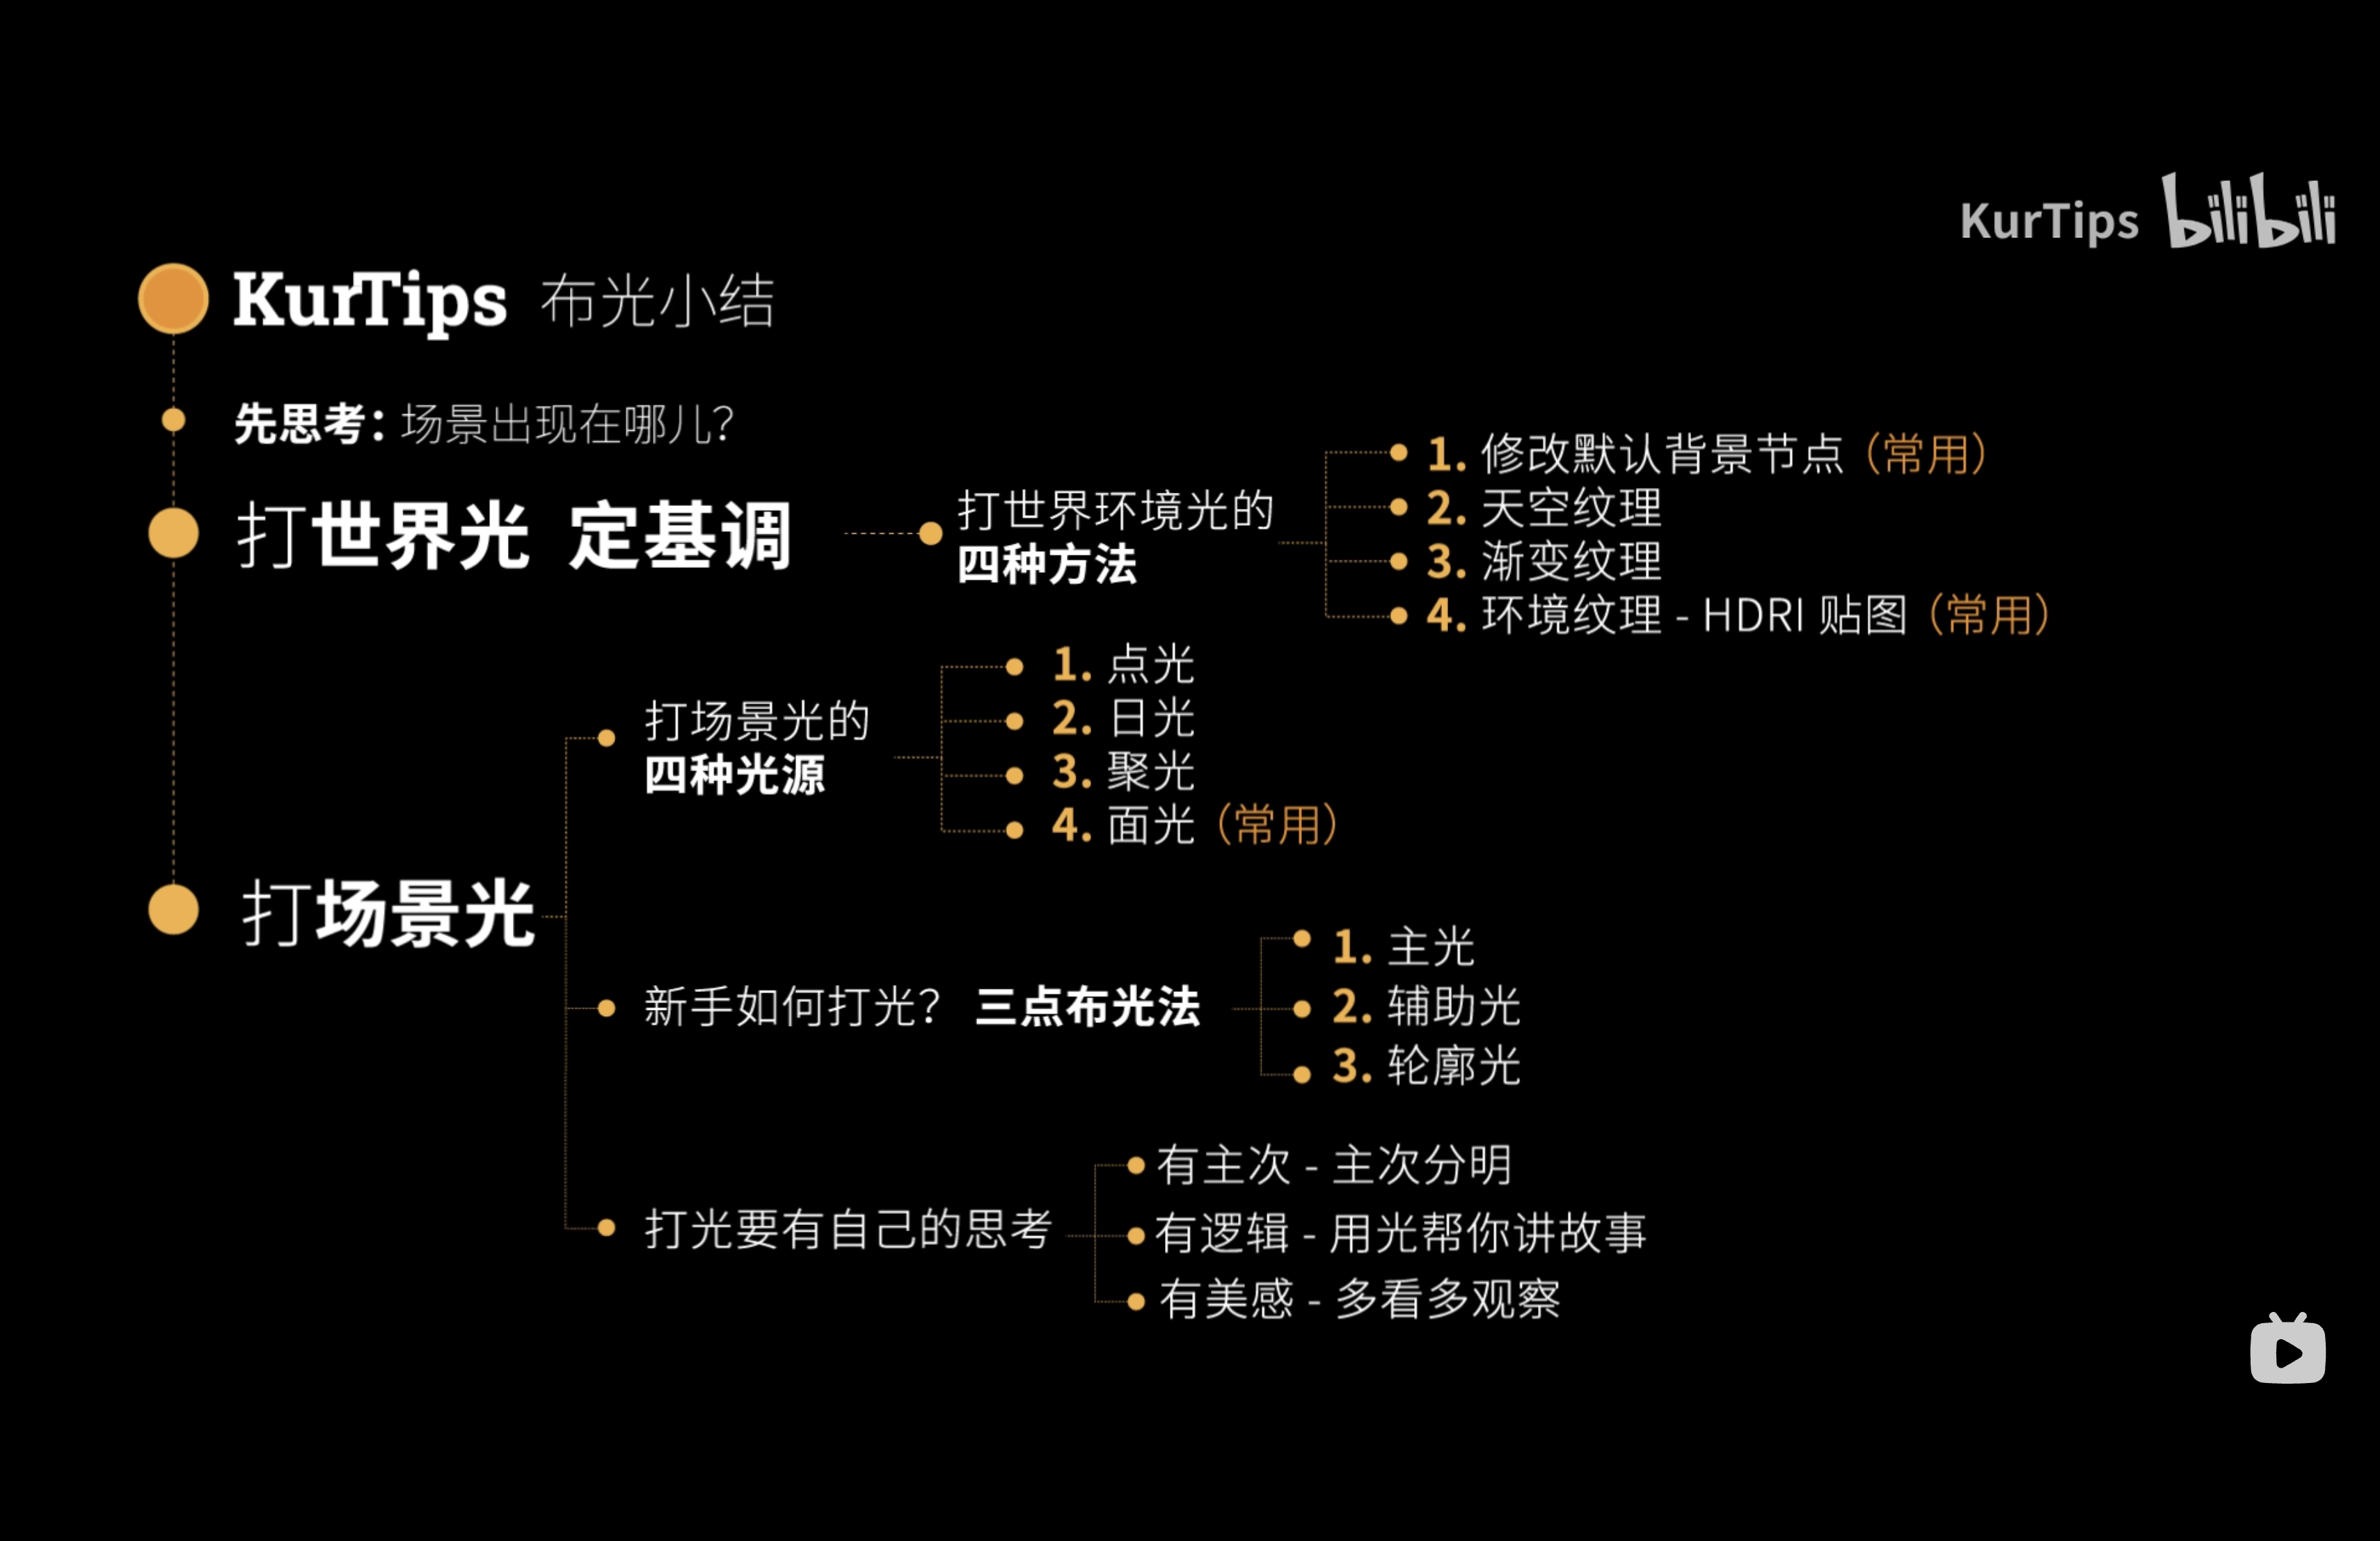 KurTips bilibili
KurTips 布光小结
先思考：场景出现在哪儿？
打世界光 定基调
打世界环境光的
四种方法
1. 修改默认背景节点（常用）
2. 天空纹理
3. 渐变纹理
4. 环境纹理 - HDRI 贴图（常用）
打场景光
打场景光的
四种光源
1. 点光
2. 日光
3. 聚光
4. 面光（常用）
新手如何打光？ 三点布光法
1. 主光
2. 辅助光
3. 轮廓光
打光要有自己的思考
有主次 - 主次分明
有逻辑 - 用光帮你讲故事
有美感 - 多看多观察